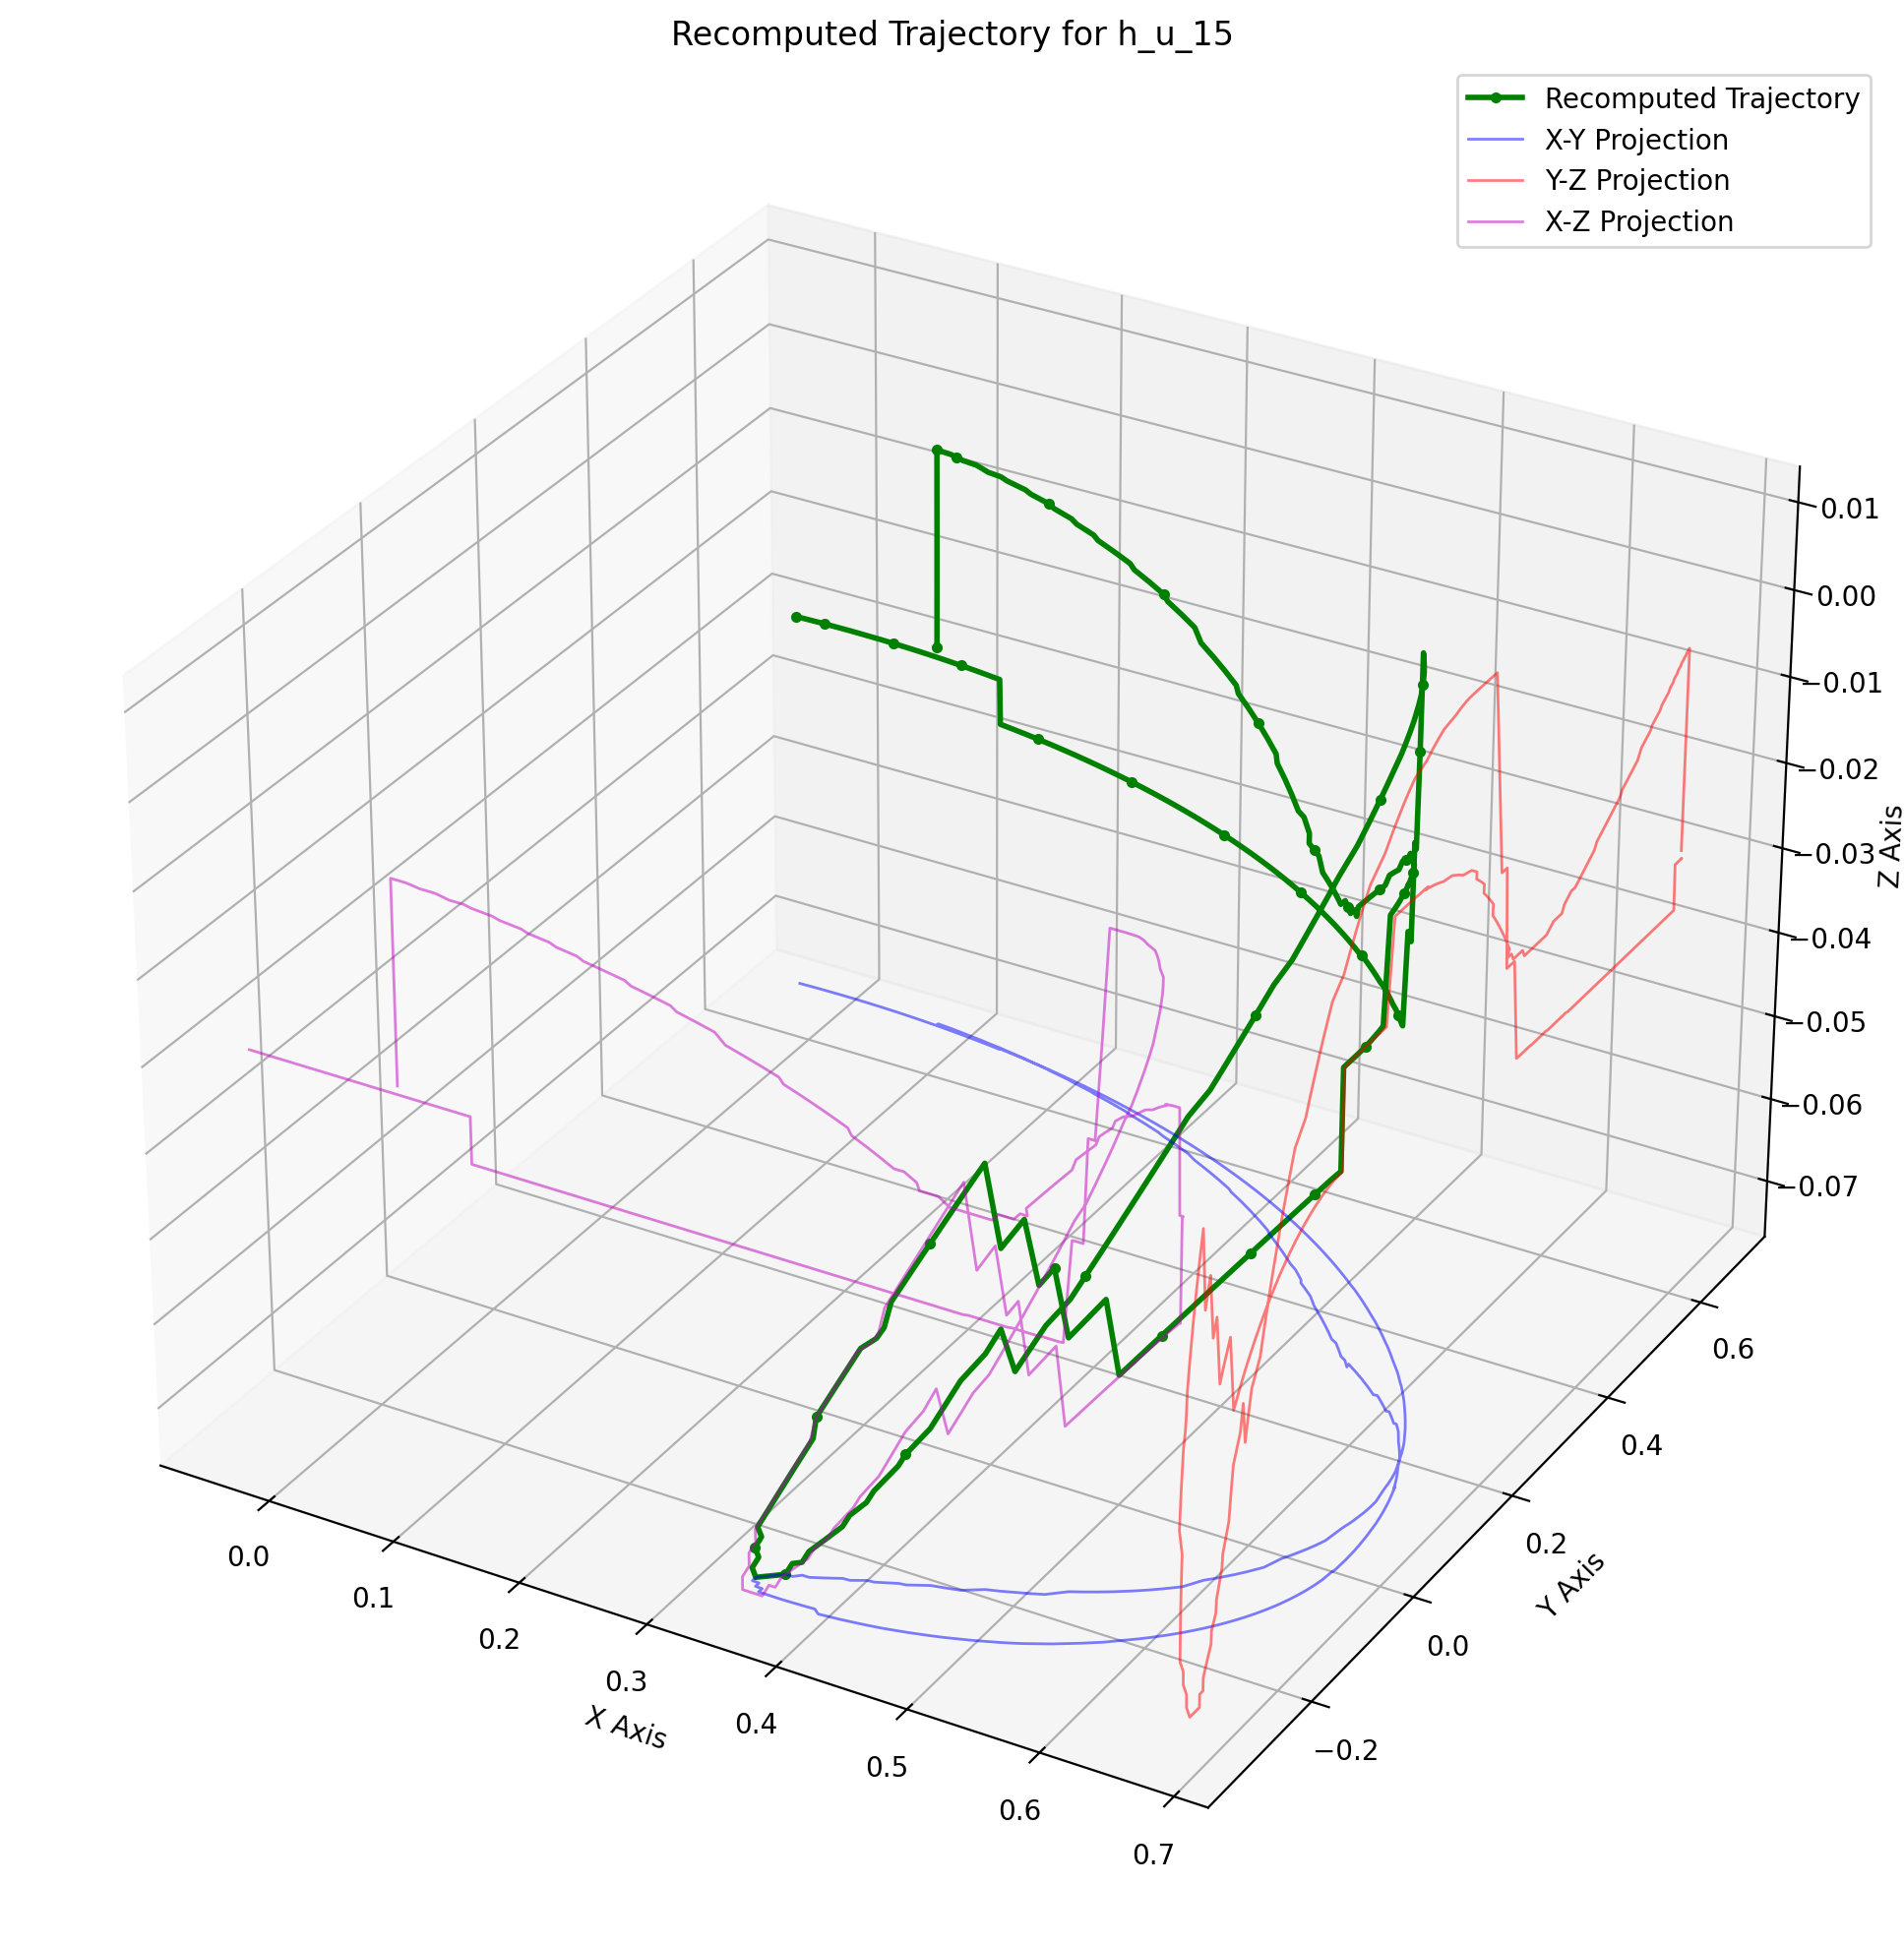 Recomputed Trajectory for h_u_15
Recomputed Trajectory
X-Y Projection
Y-Z Projection
X-Z Projection
0.01
0.00
−0.01
−0.02
−0.03
−0.04
−0.05
−0.06
−0.07
Z Axis
0.6
0.4
0.2
0.0
−0.2
Y Axis
0.0
0.1
0.2
0.3
0.4
0.5
0.6
0.7
X Axis